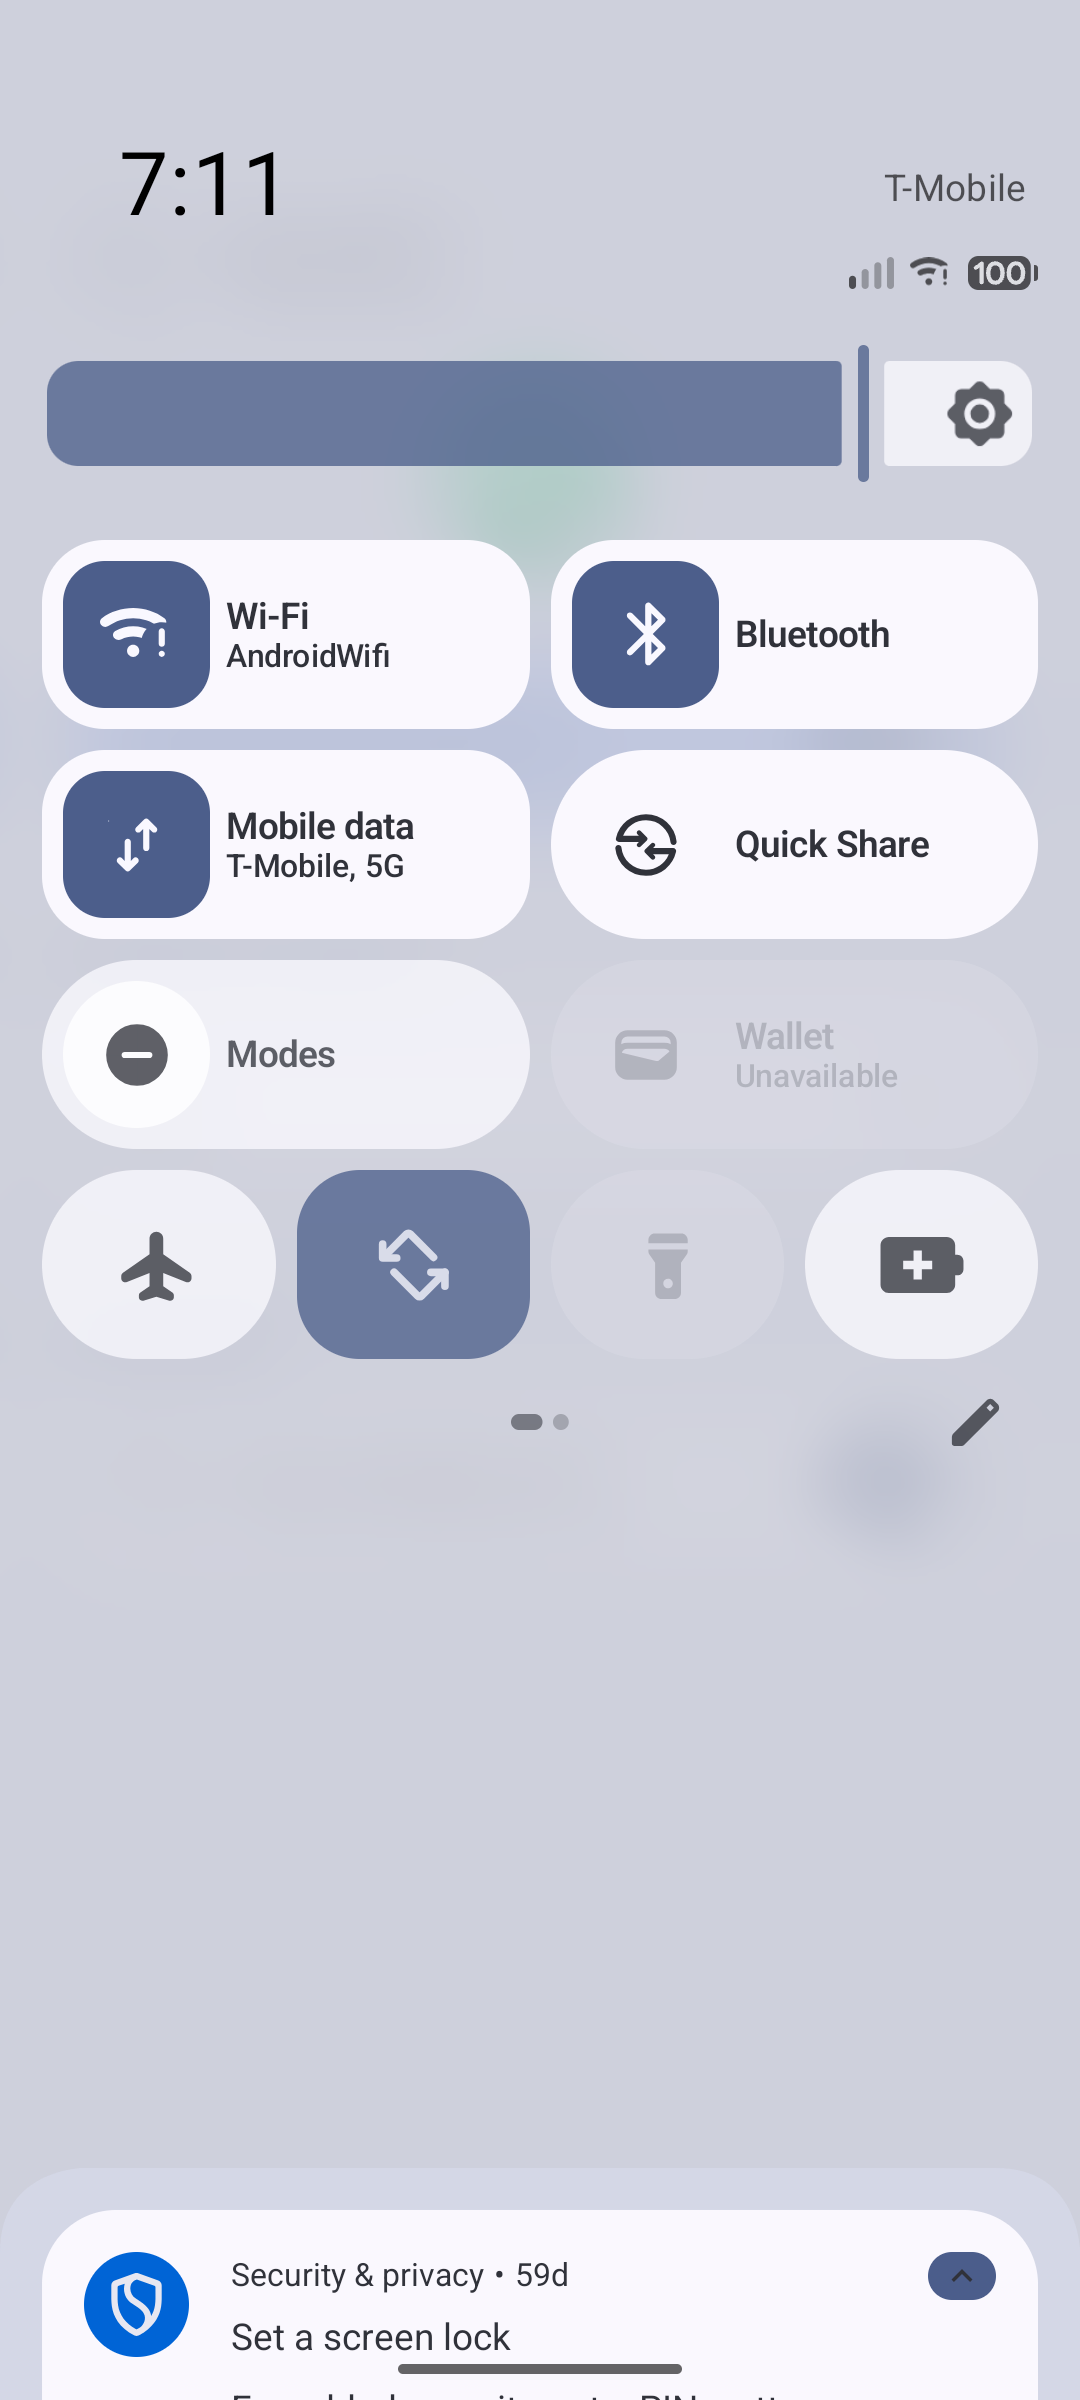 7:11
T-Mobile
100
Wi-Fi
AndroidWifi
Bluetooth
Mobile data
T-Mobile, 5G
Quick Share
Modes
Wallet
Unavailable
Security & privacy • 59d
Set a screen lock